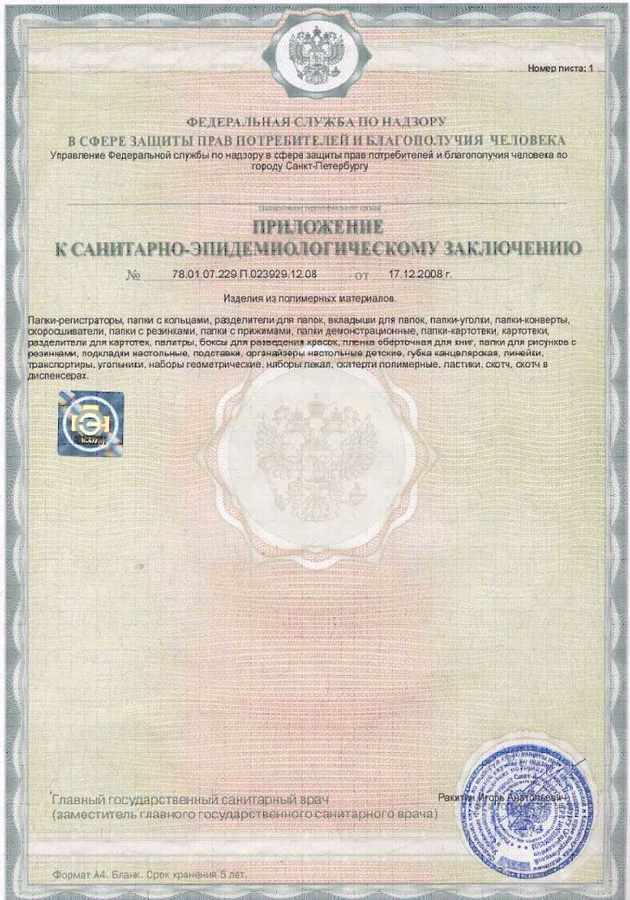 Номер листа: 1
ФЕДЕРАЛЬНАЯ СЛУЖБА ПО НАДЗОРУ
В СФЕРЕ ЗАЩИТЫ ПРАВ ПОТРЕБИТЕЛЕЙ И БЛАГОПОЛУЧИЯ ЧЕЛОВЕКА
Управление Федеральной службы по надзору в сфере защиты прав потребителей и благополучия человека по
городу Санкт-Петербургу
ПРИЛОЖЕНИЕ
К САНИТАРНО-ЭПИДЕМИОЛОГИЧЕСКОМУ ЗАКЛЮЧЕНИЮ
№ 78.01.07.229.П.023929.12.08 от 17.12.2008 г.
Изделия из полимерных материалов.
Папки-регистраторы, папки с кольцами, разделители для папок, вкладыши для папок, папки-уголки, папки-конверты,
скоросшиватели, папки с резинками, папки с прижимами, папки демонстрационные, папки-картотеки, картотеки,
разделители для картотек, палитры, боксы для разведения красок, пленка обёрточная для книг, папки для рисунков с
резинками, подкладки настольные, подставки, органайзеры настольные детские, губка канцелярская, линейки,
транспортиры, угольники, наборы геометрические, наборы лекал, скатерти полимерные, ластики, скотч, скотч в
диспенсерах.
Главный государственный санитарный врач
(заместитель главного государственного санитарного врача)
Ракитин Игорь Анатольевич
Формат А4. Бланк. Срок хранения 5 лет.